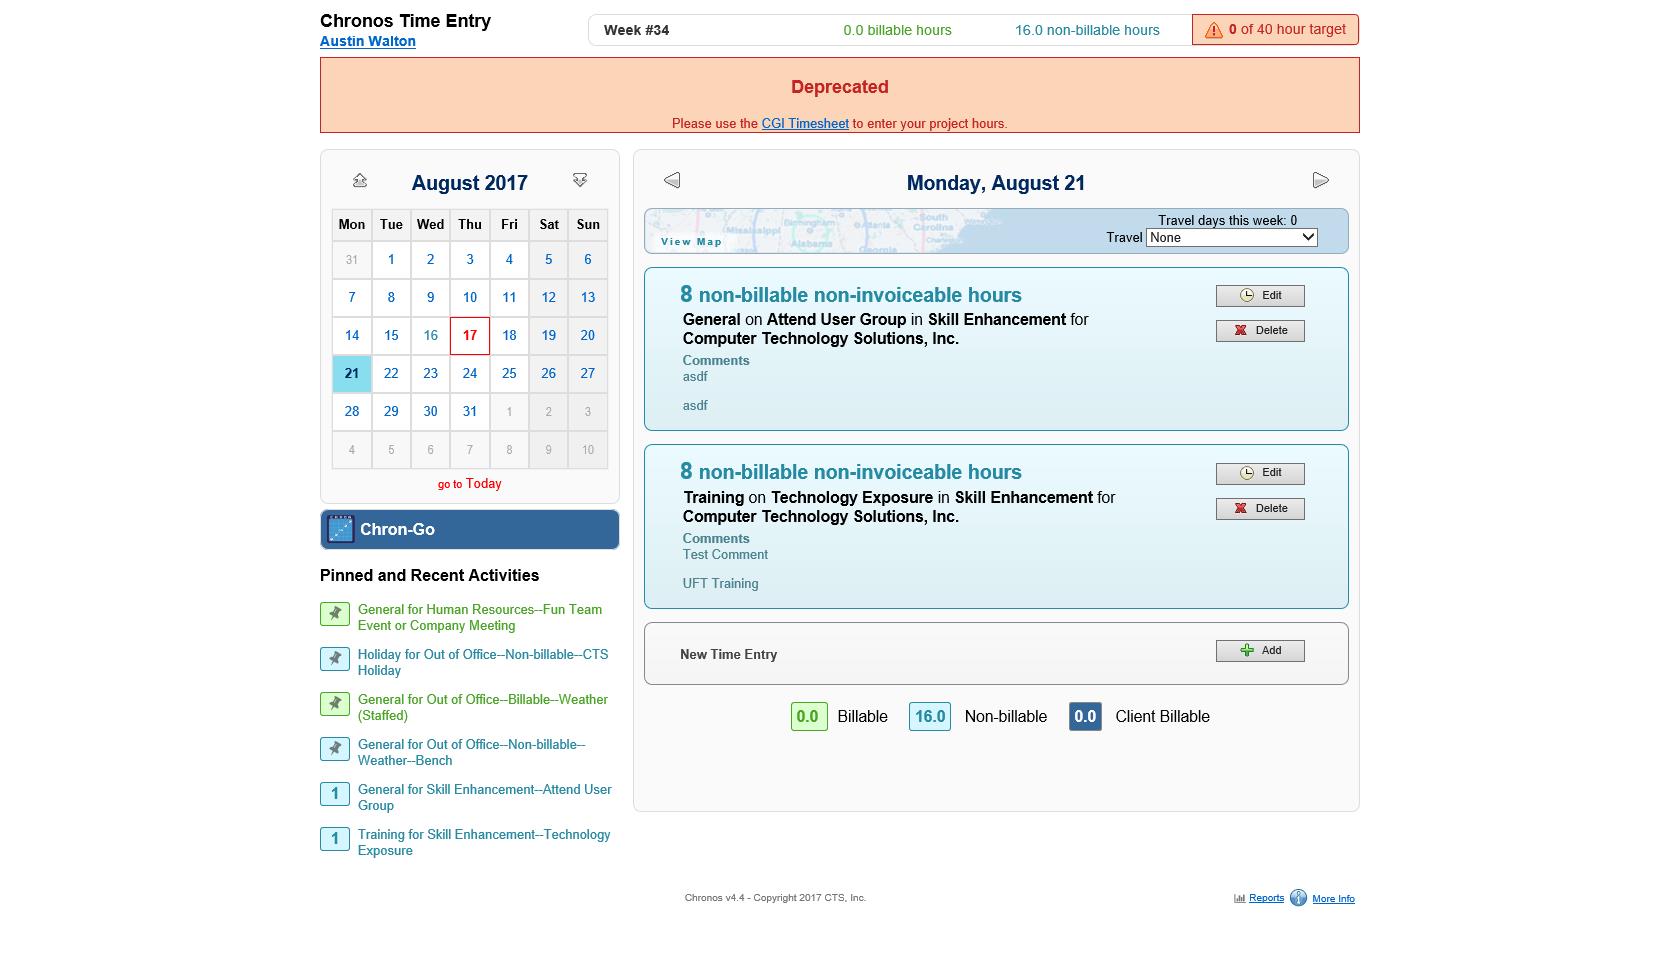 Chronos Time Entry
Austin Walton
Week #34
0.0 billable hours
16.0 non-billable hours
0 of 40 hour target
Deprecated
Please use the CGI Timesheet to enter your project hours.
August 2017
Mon Tue Wed Thu Fri Sat Sun
31 1 2 3 4 5 6
7 8 9 10 11 12 13
14 15 16 17 18 19 20
21 22 23 24 25 26 27
28 29 30 31 1 2 3
4 5 6 7 8 9 10
go to Today
Chron-Go
Pinned and Recent Activities
General for Human Resources--Fun Team
Event or Company Meeting
Holiday for Out of Office--Non-billable--CTS
Holiday
General for Out of Office--Billable--Weather
(Staffed)
General for Out of Office--Non-billable--
Weather--Bench
1 General for Skill Enhancement--Attend User
Group
1 Training for Skill Enhancement--Technology
Exposure
Monday, August 21
Mississippi
Birmingham
Alabama
Atlanta
Georgia
South
Carolina
View Map
Travel days this week: 0
Travel None
8 non-billable non-invoiceable hours
General on Attend User Group in Skill Enhancement for
Computer Technology Solutions, Inc.
Comments
asdf
asdf
Edit
Delete
8 non-billable non-invoiceable hours
Training on Technology Exposure in Skill Enhancement for
Computer Technology Solutions, Inc.
Comments
Test Comment
UFT Training
Edit
Delete
New Time Entry
Add
0.0 Billable 16.0 Non-billable 0.0 Client Billable
Chronos v4.4 - Copyright 2017 CTS, Inc.
Reports
More Info